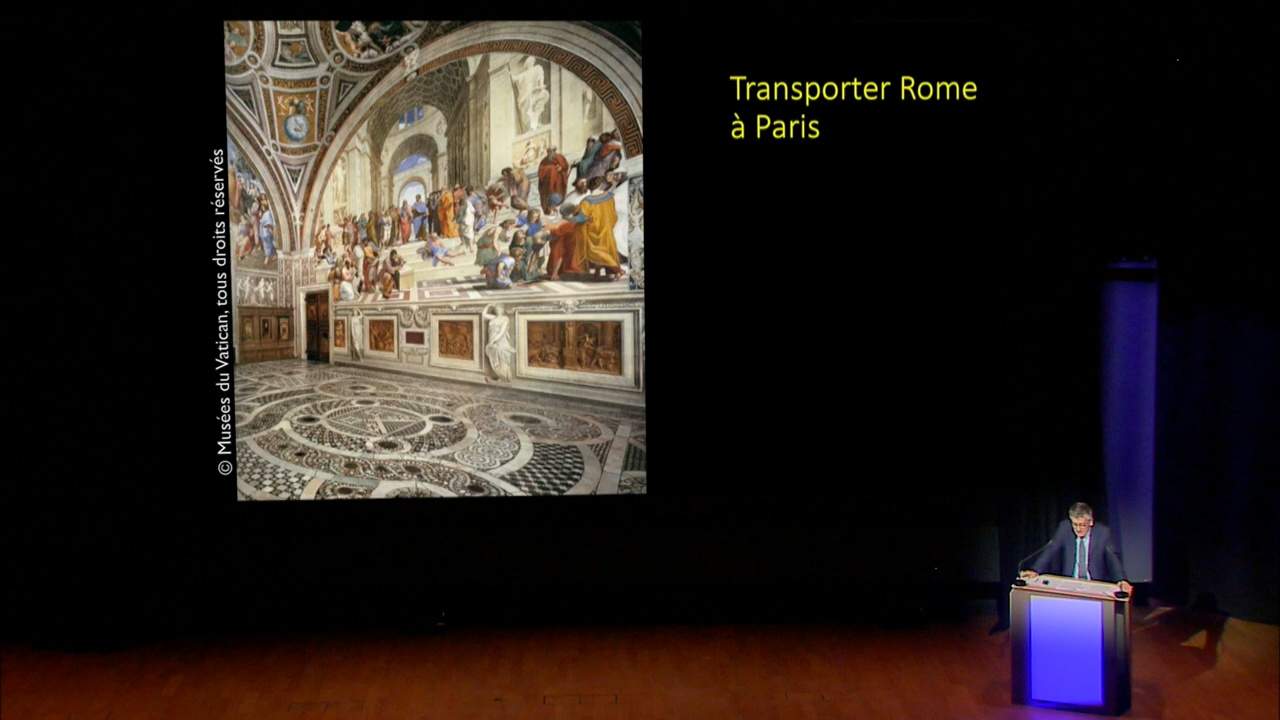 © Musées du Vatican, tous droits réservés
Transporter Rome
à Paris